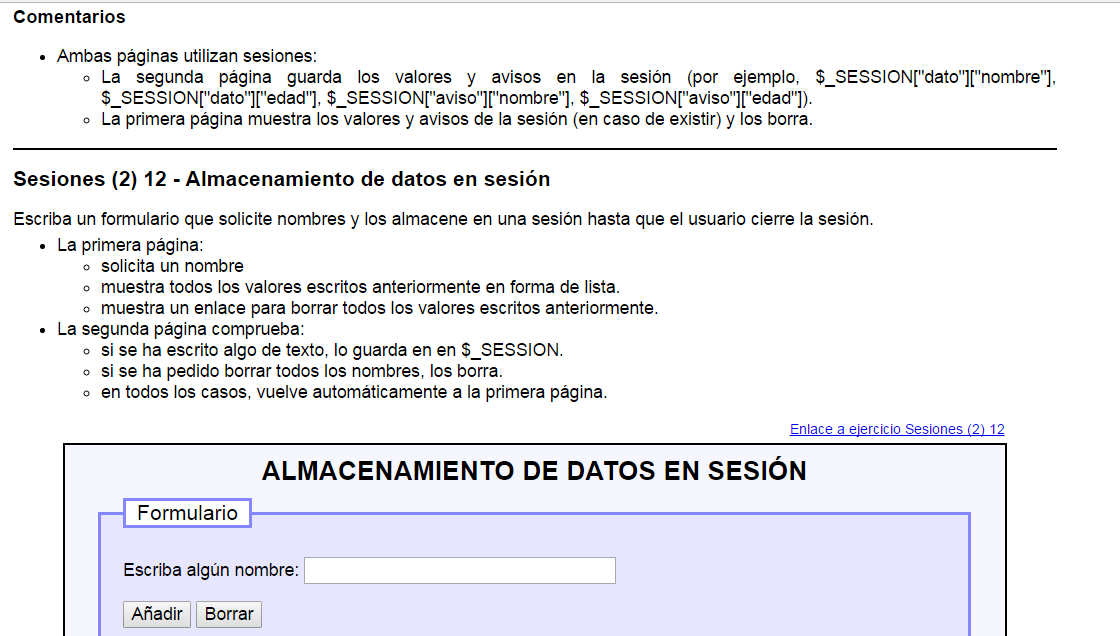 Comentarios
Ambas páginas utilizan sesiones:
La segunda página guarda los valores y avisos en la sesión (por ejemplo, $_SESSION["dato"]["nombre"],
$_SESSION["dato"]["edad"], $_SESSION["aviso"]["nombre"], $_SESSION["aviso"]["edad"]).
La primera página muestra los valores y avisos de la sesión (en caso de existir) y los borra.
Sesiones (2) 12 - Almacenamiento de datos en sesión
Escriba un formulario que solicite nombres y los almacene en una sesión hasta que el usuario cierre la sesión.
La primera página:
solicita un nombre
muestra todos los valores escritos anteriormente en forma de lista.
muestra un enlace para borrar todos los valores escritos anteriormente.
La segunda página comprueba:
si se ha escrito algo de texto, lo guarda en en $_SESSION.
si se ha pedido borrar todos los nombres, los borra.
en todos los casos, vuelve automáticamente a la primera página.
Enlace a ejercicio Sesiones (2) 12
ALMACENAMIENTO DE DATOS EN SESIÓN
Formulario
Escriba algún nombre:
Añadir Borrar